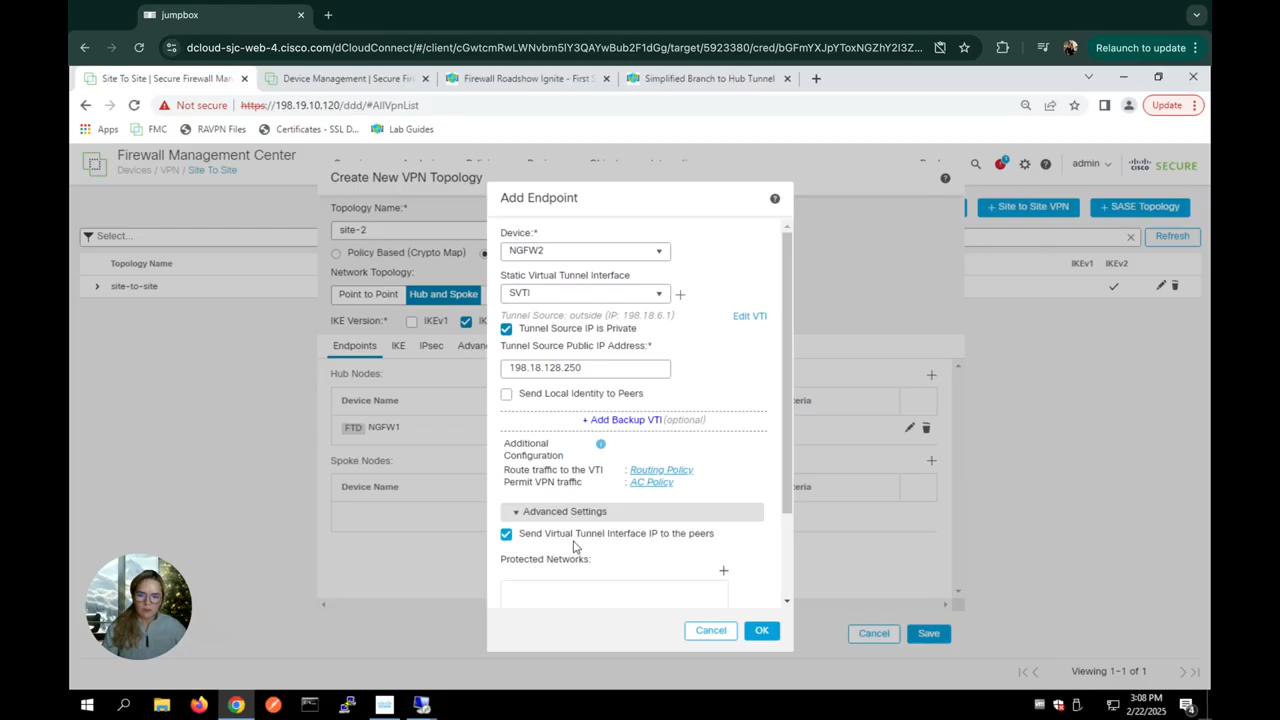 jumpbox
dcloud-sjc-web-4.cisco.com/dCloudConnect/#/client/cGwtcmRwLWNvbm5lY3QAYwBub2F1dGg/target/5923380/cred/bGFmYXJpYToxNGZhY2I3Z...
Relaunch to update
Site To Site | Secure Firewall Man
Device Management | Secure Fir
Firewall Roadshow Ignite - First S
Simplified Branch to Hub Tunnel
Not secure
https://198.19.10.120/ddd/#AllVpnList
Update
Apps
FMC
RAVPN Files
Certificates - SSL D...
Lab Guides
Firewall Management Center
Devices / VPN / Site To Site
admin
cisco SECURE
Create New VPN Topology
+ Site to Site VPN
+ SASE Topology
Topology Name:*
site-2
Select...
Refresh
Policy Based (Crypto Map)
Topology Name
IKEv1
IKEv2
Network Topology:
site-to-site
Point to Point
Hub and Spoke
IKE Version:*
IKEv1
IK
Endpoints
IKE
IPsec
Advan
Hub Nodes:
Device Name
teria
FTD
NGFW1
Spoke Nodes:
Device Name
teria
Cancel
Save
Add Endpoint
Device:*
NGFW2
Static Virtual Tunnel Interface
SVTI
Tunnel Source: outside (IP: 198.18.6.1)
Edit VTI
Tunnel Source IP is Private
Tunnel Source Public IP Address:*
198.18.128.250
Send Local Identity to Peers
+ Add Backup VTI (optional)
Additional
Configuration
Route traffic to the VTI : Routing Policy
Permit VPN traffic : AC Policy
Advanced Settings
Send Virtual Tunnel Interface IP to the peers
Protected Networks:
Cancel
OK
Viewing 1-1 of 1
3:08 PM
2/22/2025
4